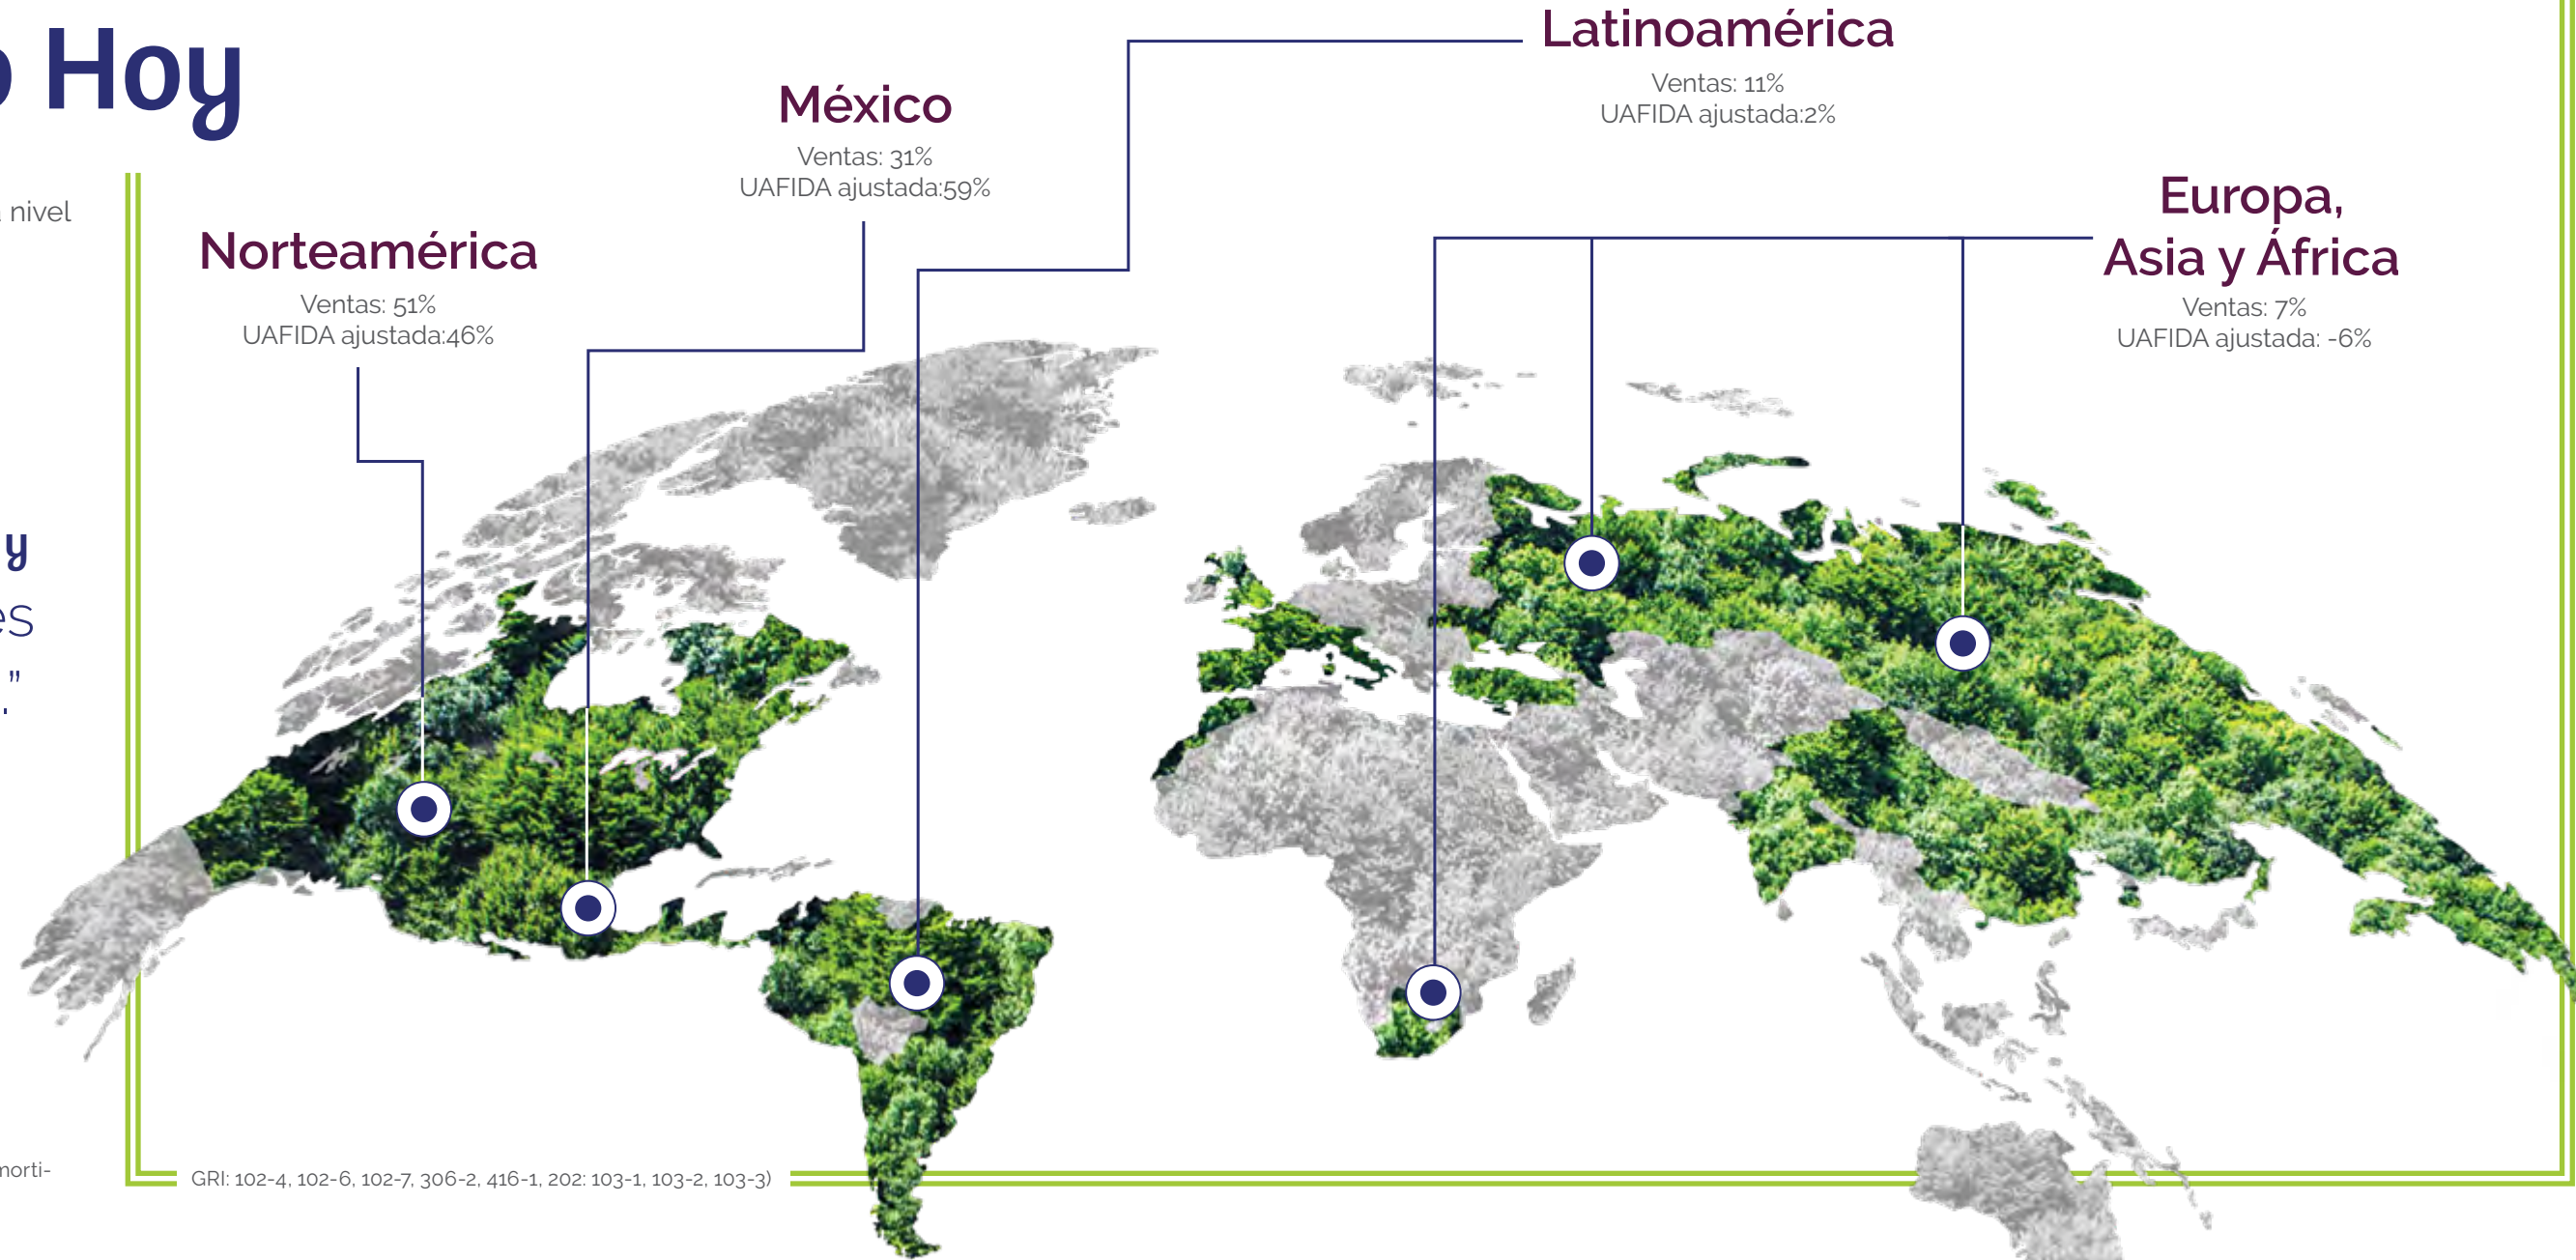 Hoy
nivel
y
es
."
Norteamérica
Ventas: 51%
UAFIDA ajustada:46%
México
Ventas: 31%
UAFIDA ajustada:59%
Latinoamérica
Ventas: 11%
UAFIDA ajustada:2%
Europa,
Asia y África
Ventas: 7%
UAFIDA ajustada: -6%
morti-
GRI: 102-4, 102-6, 102-7, 306-2, 416-1, 202: 103-1, 103-2, 103-3)